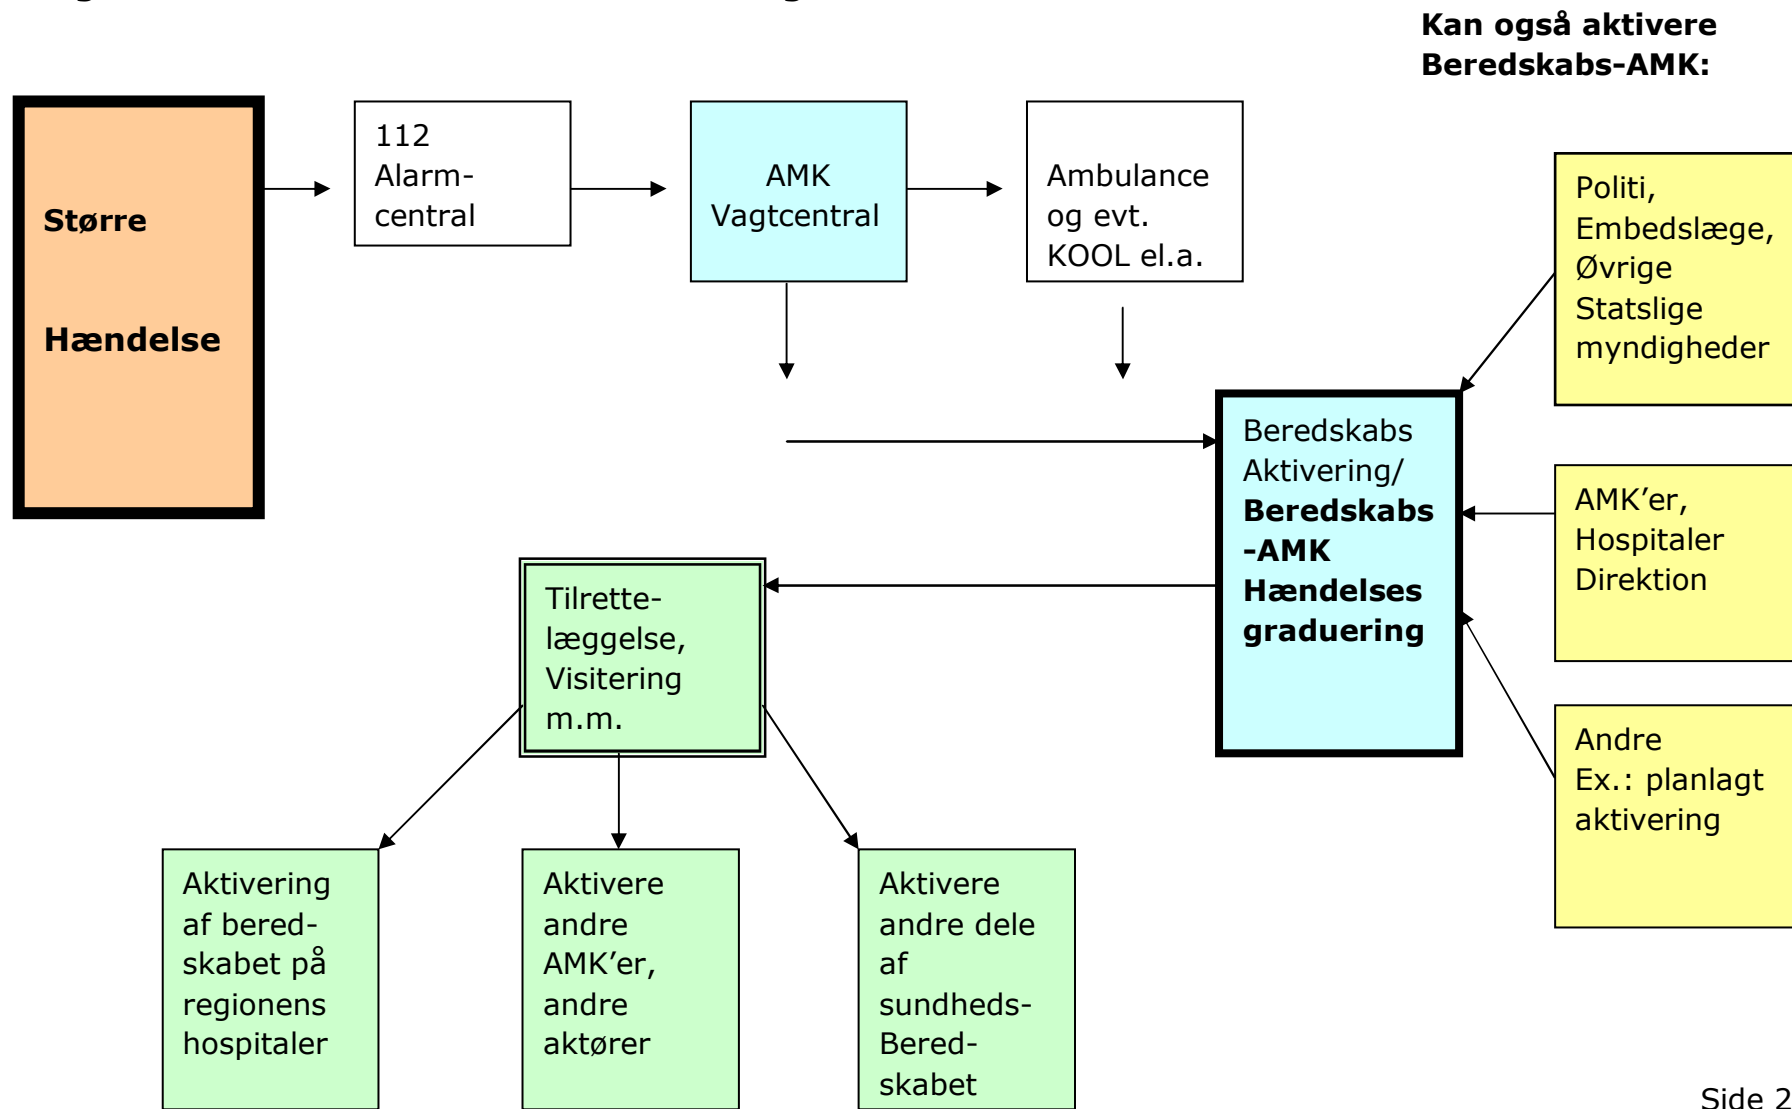 Kan også aktivere
Beredskabs-AMK:
Større
Hændelse
112
Alarm-
central
AMK
Vagtcentral
Ambulance
og evt.
KOOL el.a.
Politi,
Embedslæge,
Øvrige
Statslige
myndigheder
Beredskabs
Aktivering/
Beredskabs
-AMK
Hændelses
graduering
AMK’er,
Hospitaler
Direktion
Andre
Ex.: planlagt
aktivering
Tilrette-
læggelse,
Visitering
m.m.
Aktivering
af bered-
skabet på
regionens
hospitaler
Aktivere
andre
AMK’er,
andre
aktører
Aktivere
andre dele
af
sundheds-
Bered-
skabet
Side 2